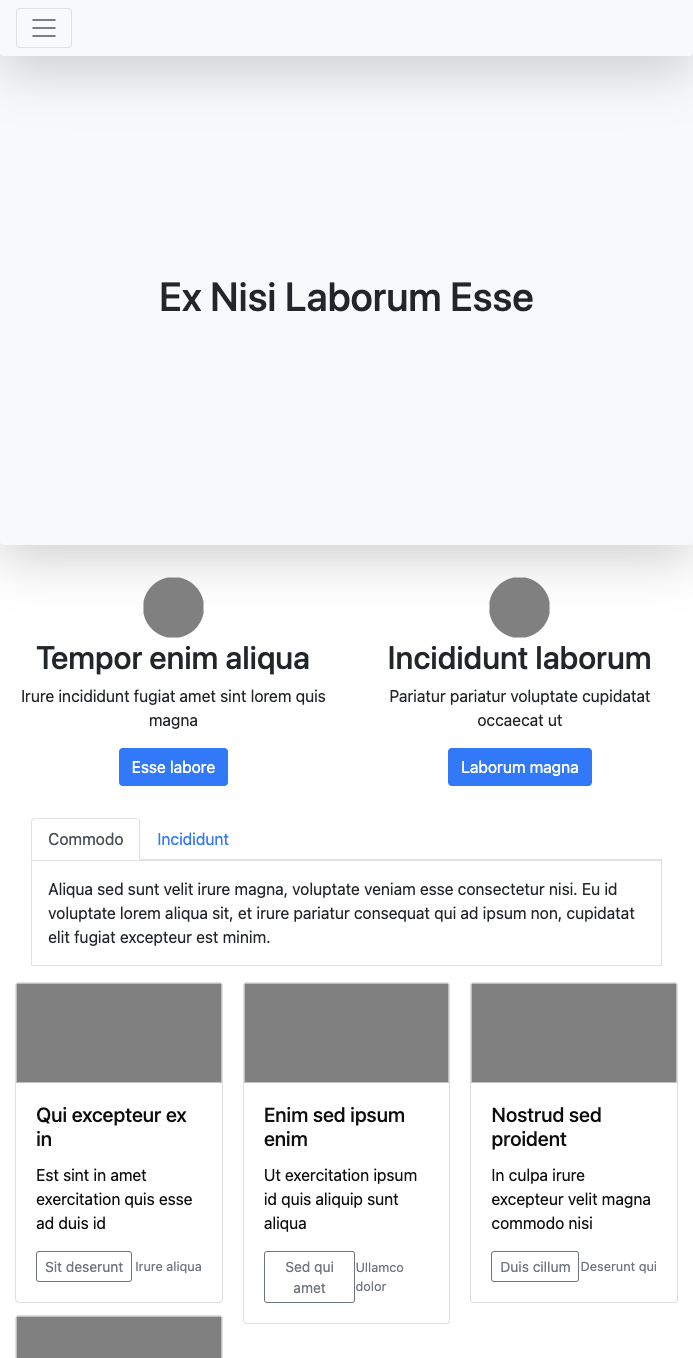 Ex Nisi Laborum Esse
Tempor enim aliqua
Irure incididunt fugiat amet sint lorem quis
magna
Esse labore
Incididunt laborum
Pariatur pariatur voluptate cupidatat
occaecat ut
Laborum magna
Commodo
Incididunt
Aliqua sed sunt velit irure magna, voluptate veniam esse consectetur nisi. Eu id
voluptate lorem aliqua sit, et irure pariatur consequat qui ad ipsum non, cupidatat
elit fugiat excepteur est minim.
Qui excepteur ex
in
Est sint in amet
exercitation quis esse
ad duis id
Sit deserunt
Irure aliqua
Enim sed ipsum
enim
Ut exercitation ipsum
id quis aliquip sunt
aliqua
Sed qui
amet
Ullamco
dolor
Nostrud sed
proident
In culpa irure
excepteur velit magna
commodo nisi
Duis cillum
Deserunt qui